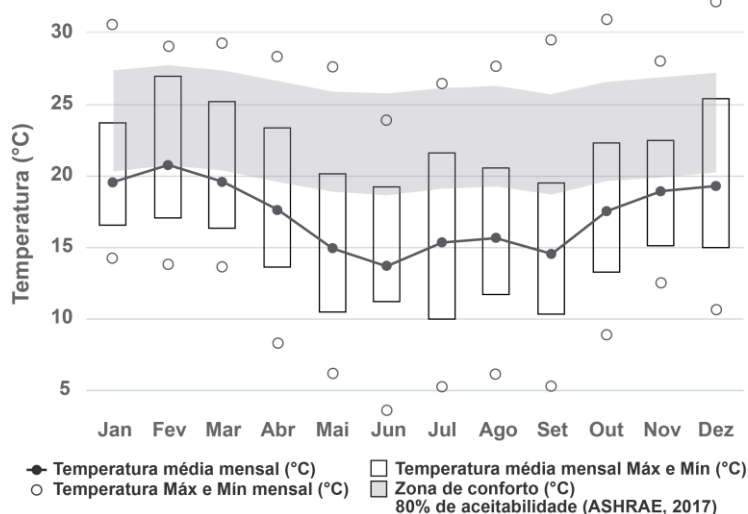 Temperatura (°C)
30
25
20
15
10
5
Jan Fev Mar Abr Mai Jun Jul Ago Set Out Nov Dez
Temperatura média mensal (°C)
Temperatura Máx e Mín mensal (°C)
Temperatura média mensal Máx e Mín (°C)
Zona de conforto (°C)
80% de aceitabilidade (ASHRAE, 2017)